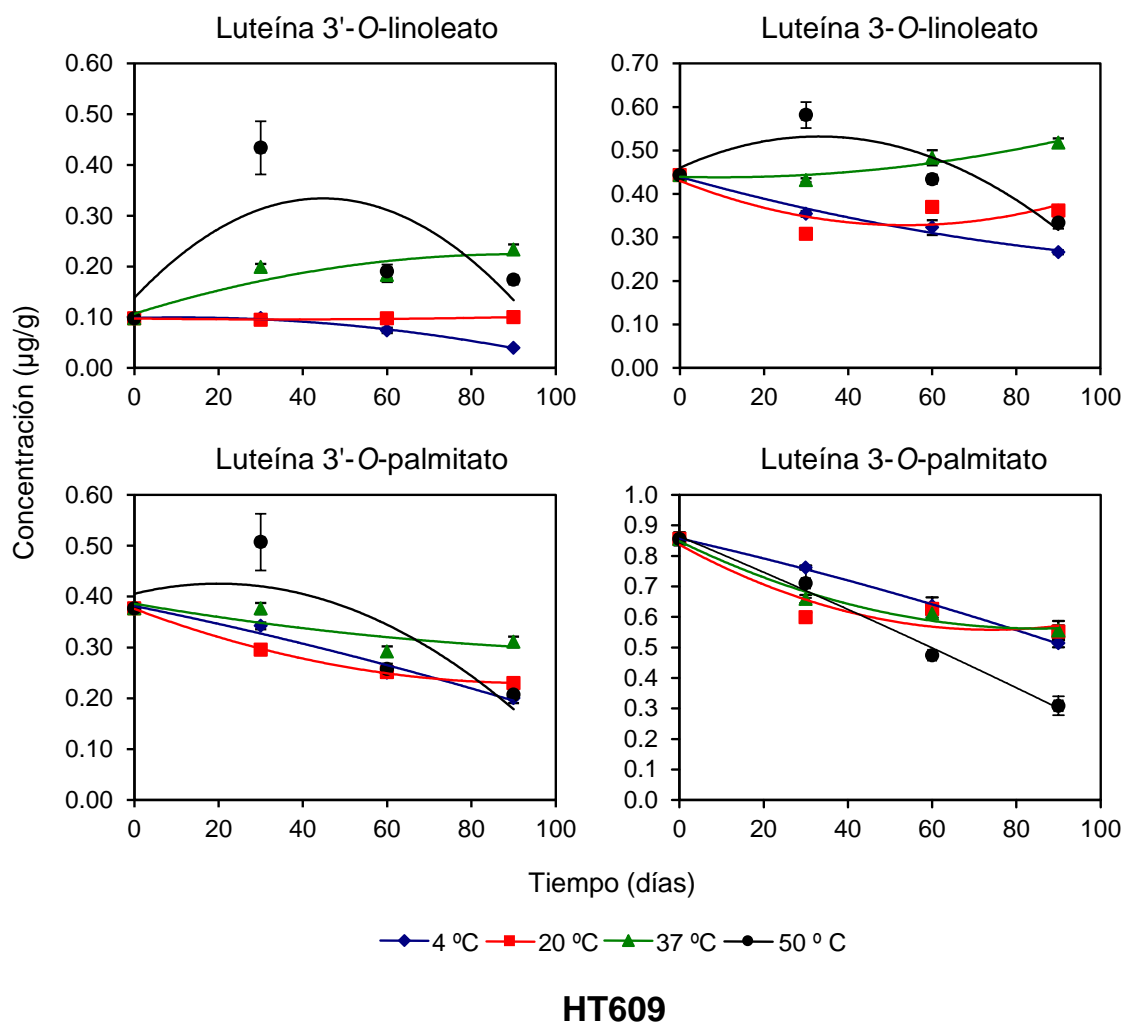 Luteína 3'-O-linoleato
Luteína 3-O-linoleato
0.60
0.50
0.40
0.30
0.20
0.10
0.00
0 20 40 60 80 100
0.70
0.60
0.50
0.40
0.30
0.20
0.10
0.00
0 20 40 60 80 100
Concentración (µg/g)
Luteína 3'-O-palmitato
Luteína 3-O-palmitato
0.60
0.50
0.40
0.30
0.20
0.10
0.00
0 20 40 60 80 100
1.0
0.9
0.8
0.7
0.6
0.5
0.4
0.3
0.2
0.1
0.0
0 20 40 60 80 100
Tiempo (días)
4 ºC 20 ºC 37 ºC 50 º C
HT609